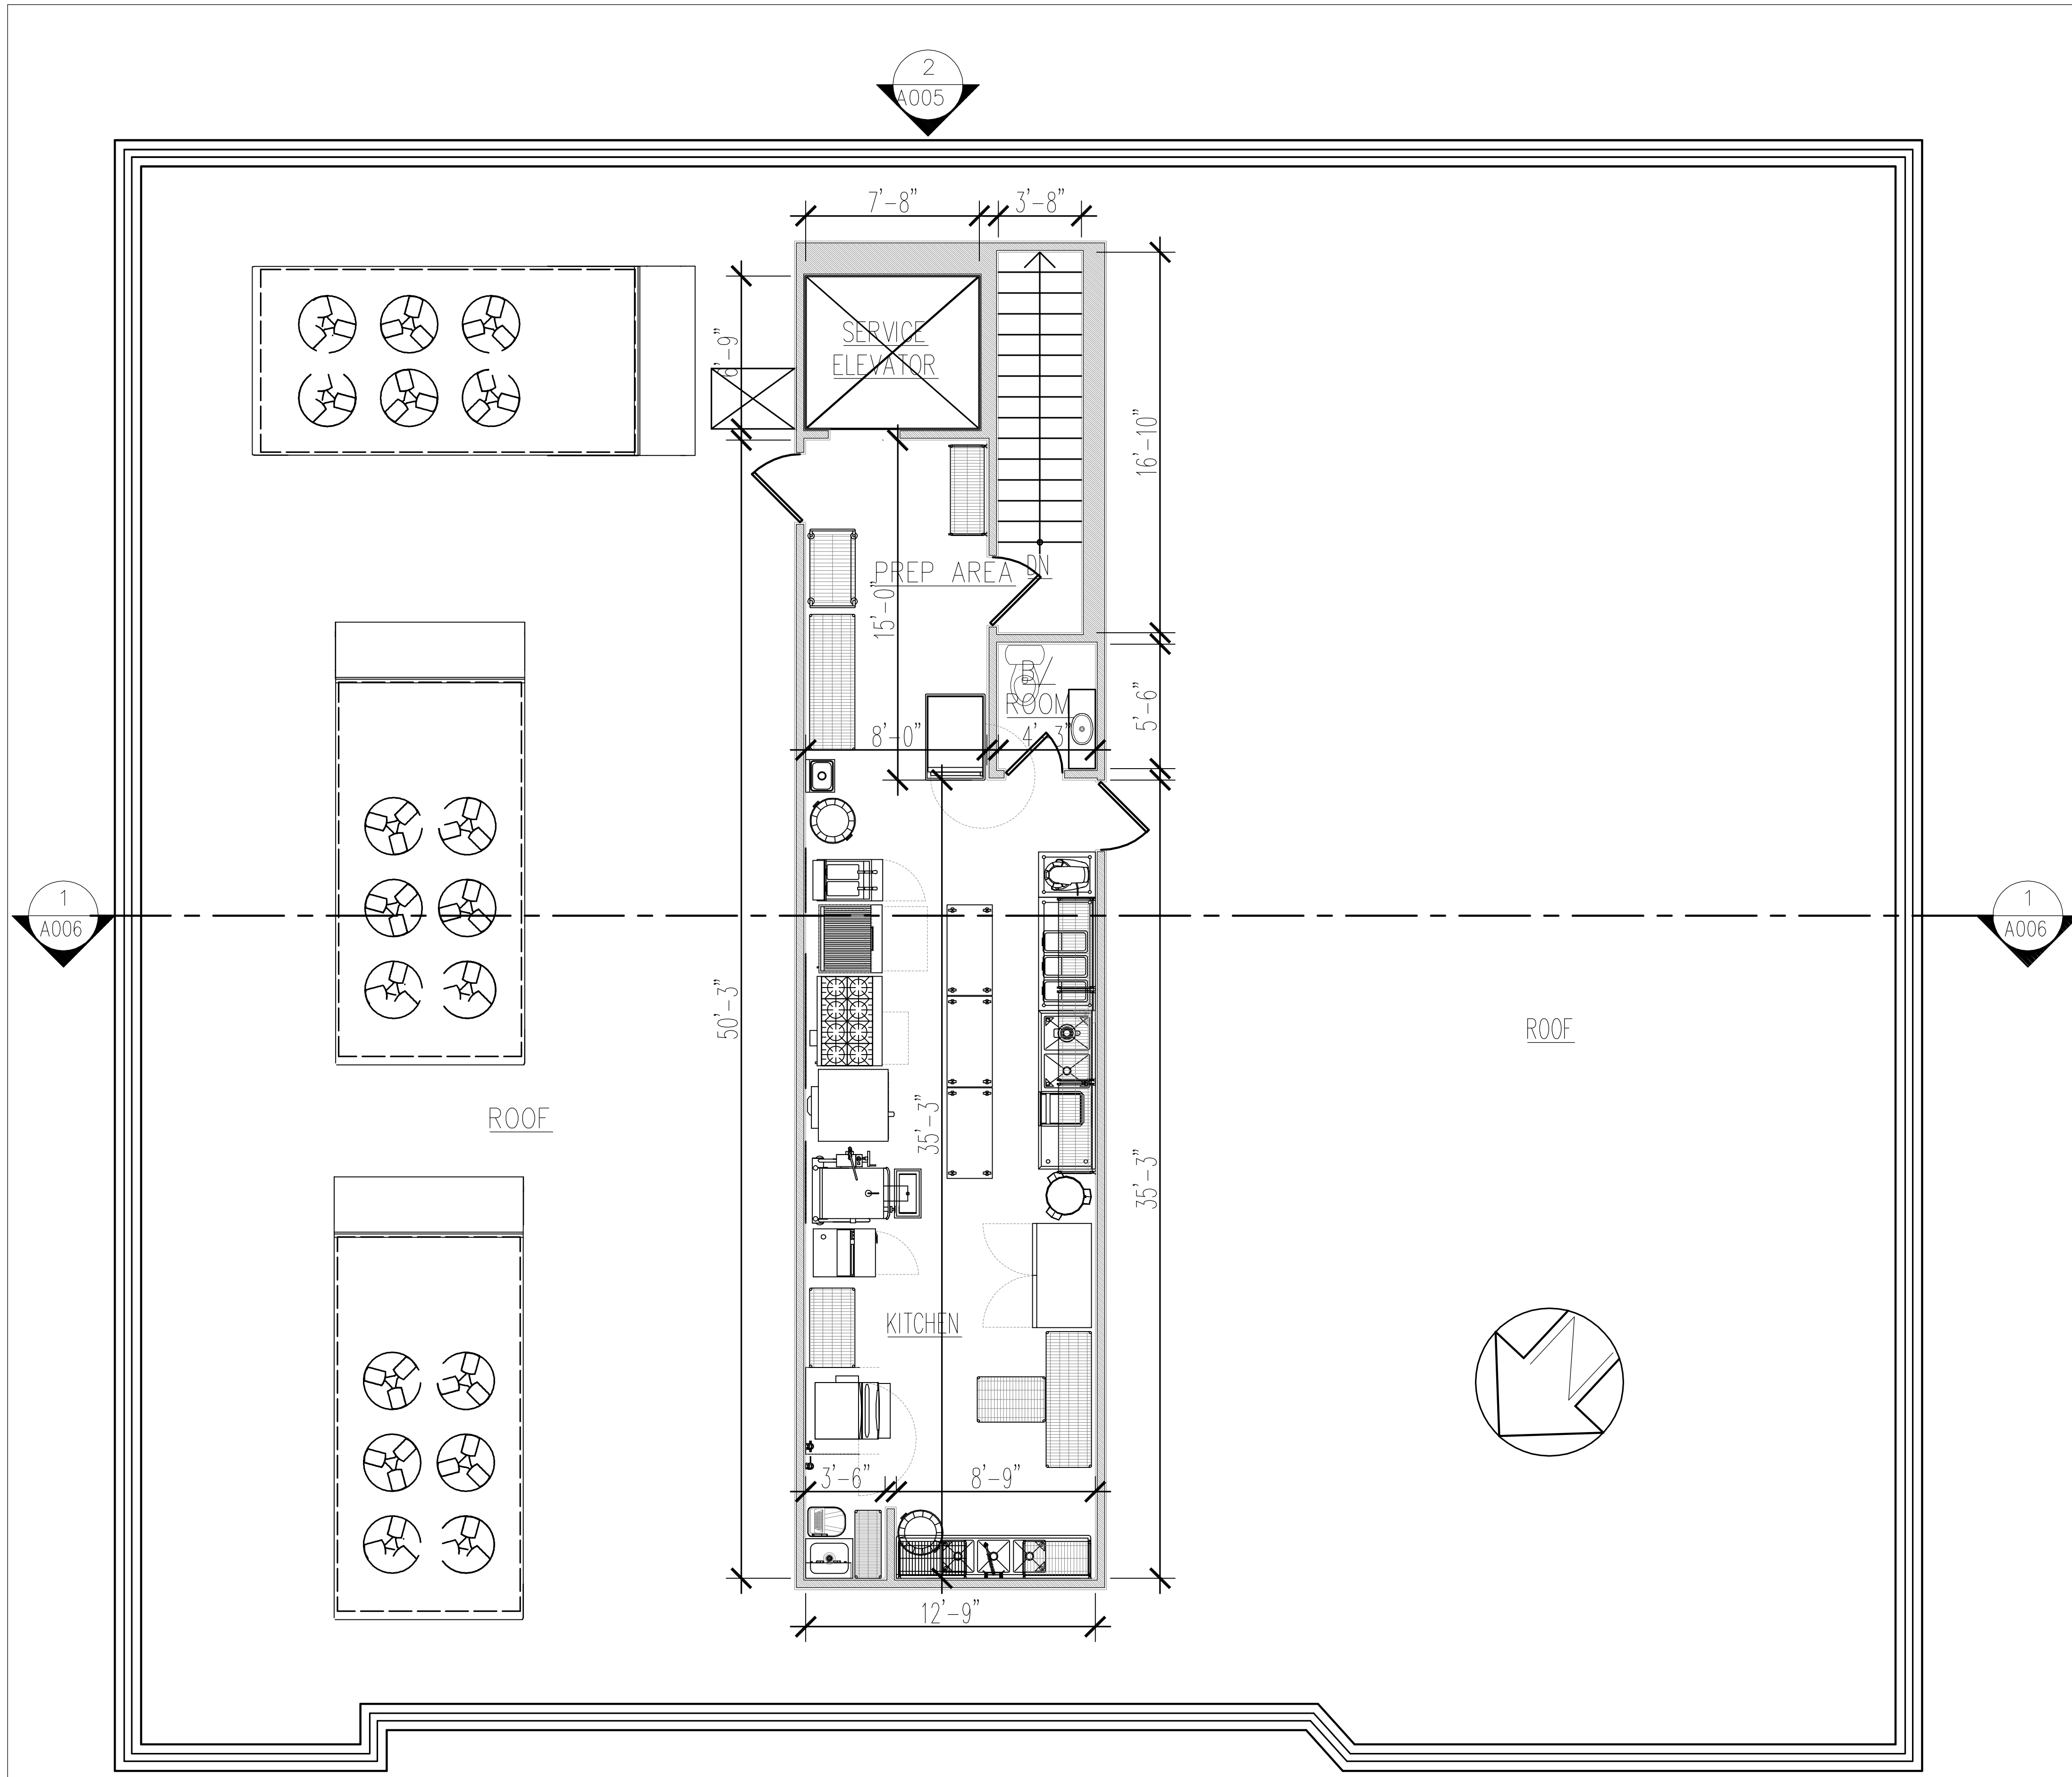 2
A005
7'-8"
3'-8"
SERVICE
ELEVATOR
6'-9"
16'-10"
PREP AREA
DN
15'-0"
B/
ROOM
5'-6"
8'-0"
4'-3"
1
A006
1
A006
50'-3"
ROOF
ROOF
35'-3"
35'-3"
KITCHEN
3'-6"
8'-9"
12'-9"